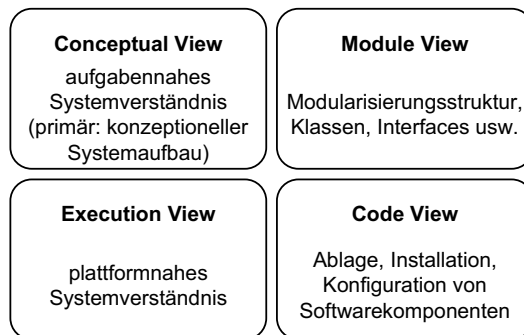 Conceptual View
aufgabennahes
Systemverständnis
(primär: konzeptioneller
Systemaufbau)
Module View
Modularisierungsstruktur,
Klassen, Interfaces usw.
Execution View
plattformnahes
Systemverständnis
Code View
Ablage, Installation,
Konfiguration von
Softwarekomponenten